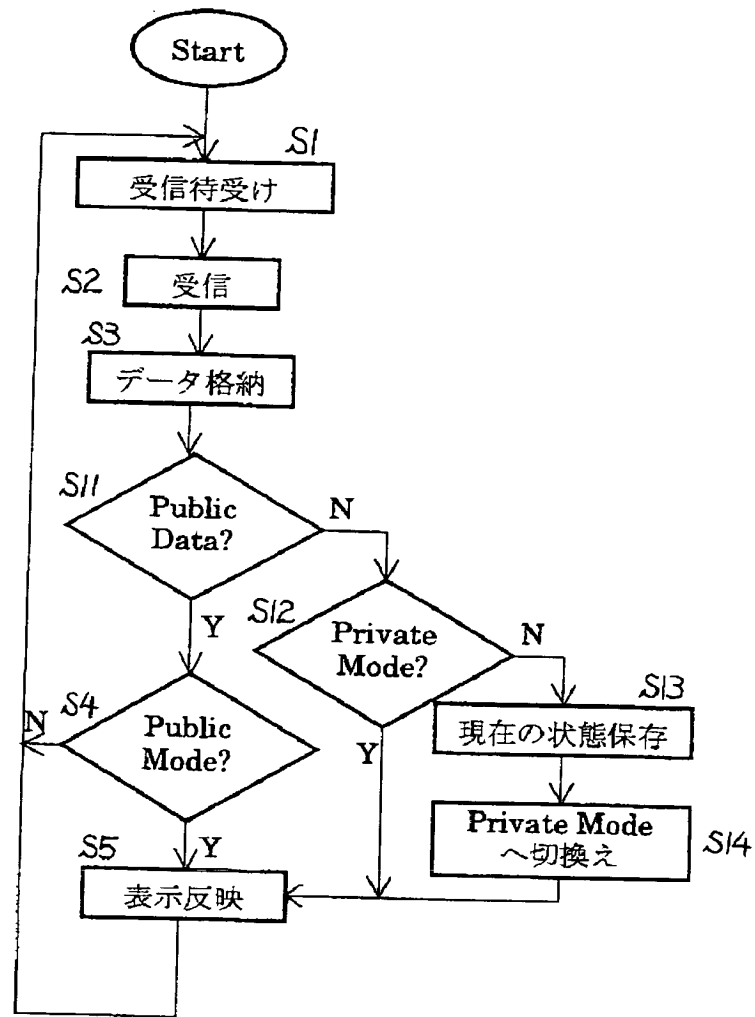 Start
S1
受信待受け
S2
受信
S3
データ格納
S11
Public
Data?
N
Y
S12
Private
Mode?
N
Y
S13
現在の状態保存
Private Mode
へ切換え
S14
S4
N
Public
Mode?
Y
S5
表示反映